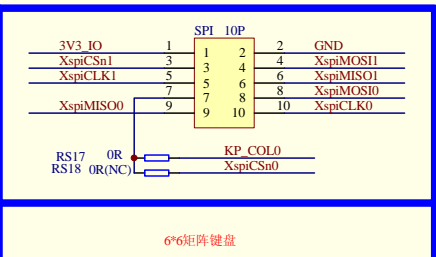 SPI 10P
3V3_IO 1 1 2 2 GND
XspiCSn1 3 3 4 4 XspiMOSI1
XspiCLK1 5 5 6 6 XspiMISO1
7 7 8 8 XspiMOSI0
XspiMISO0 9 9 10 10 XspiCLK0
RS17 0R KP_COL0
RS18 0R(NC) XspiCSn0
6*6矩阵键盘